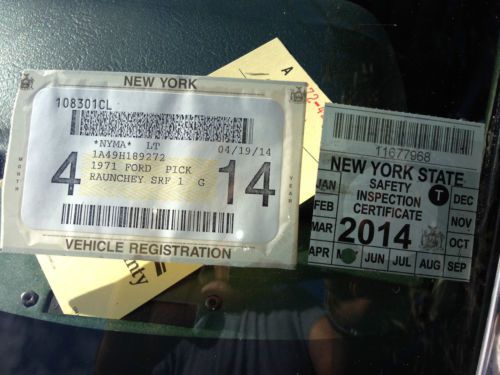 NEW YORK
108301CL
*NYMA* LT 04/19/14
1A49H189272
1971 FORD PICK
RAUNCHEY SRP 1 G
4 14
MONTH
YEAR
VEHICLE REGISTRATION
A
unty
11677968
NEW YORK STATE
SAFETY
INSPECTION
CERTIFICATE
2014
T
JAN DEC
FEB NOV
MAR OCT
APR M JUN JUL AUG SEP